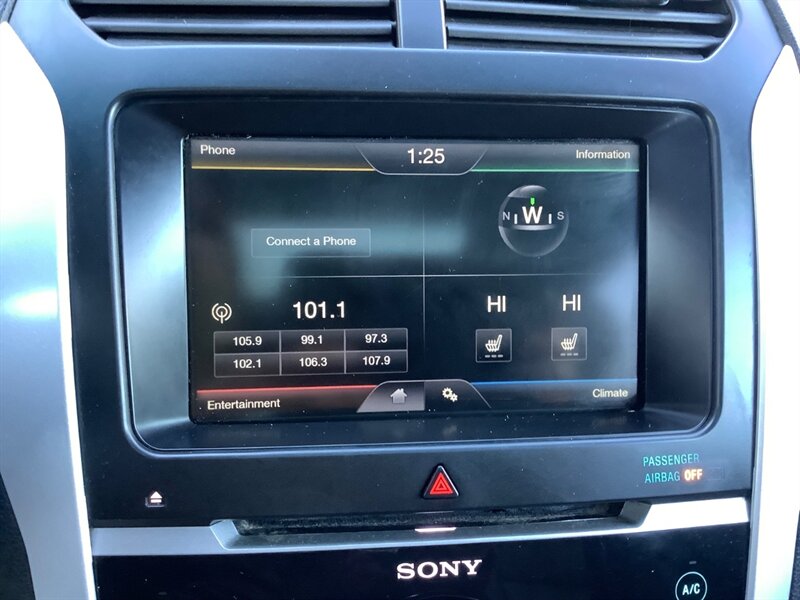 Phone 1:25 Information
N W S
Connect a Phone
101.1 HI HI
105.9 99.1 97.3
102.1 106.3 107.9
Entertainment Climate
PASSENGER
AIRBAG OFF
SONY
A/C